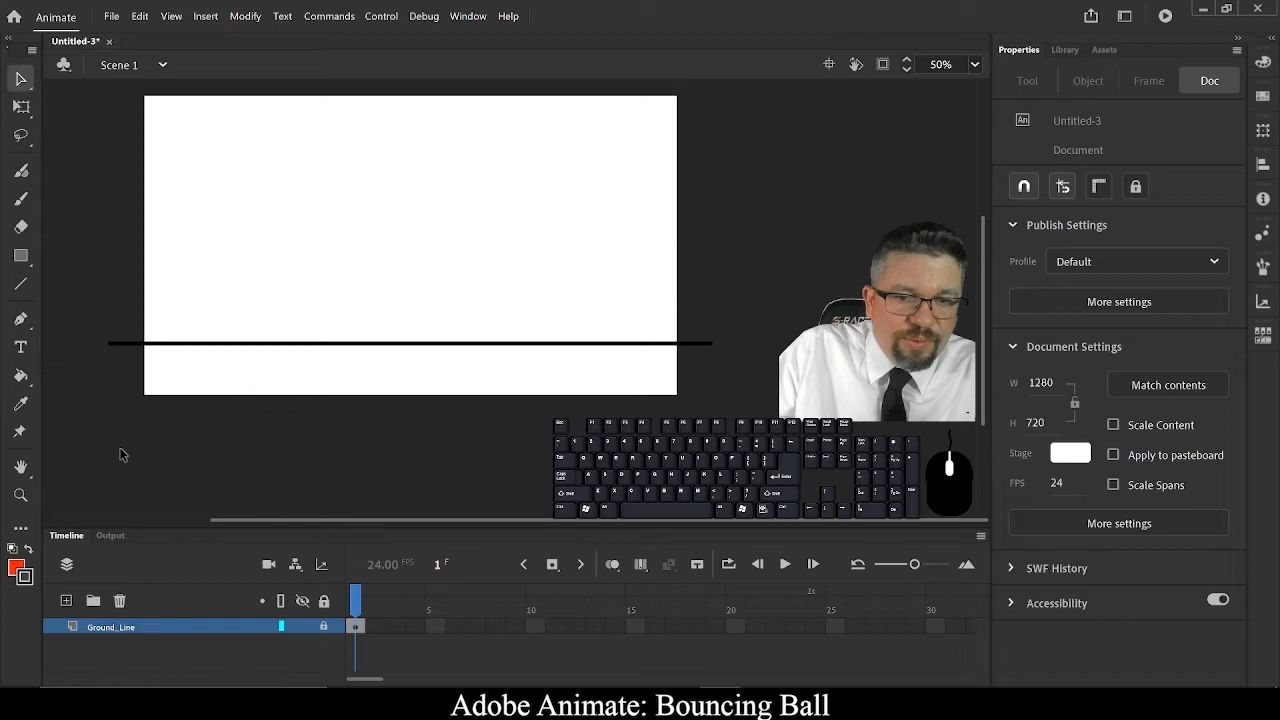 Animate File Edit View Insert Modify Text Commands Control Debug Window Help
Untitled-3*
Scene 1
50%
Properties Library Assets
Tool Object Frame Doc
An Untitled-3
Document
Publish Settings
Profile Default
More settings
Document Settings
W 1280 Match contents
H 720 Scale Content
Stage Apply to pasteboard
FPS 24 Scale Spans
More settings
SWF History
Accessibility
Timeline Output
24.00 FPS 1 F
1s
5 10 15 20 25 30
Ground_Line
Adobe Animate: Bouncing Ball